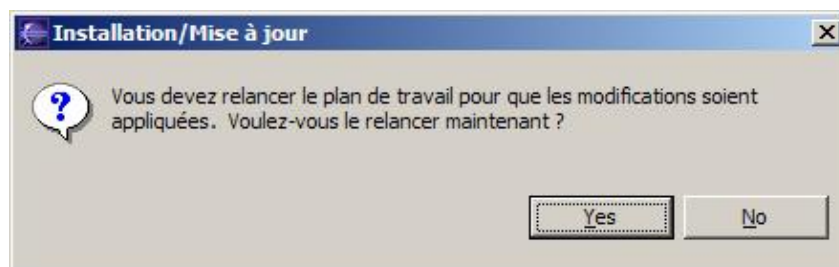 Installation/Mise à jour
Vous devez relancer le plan de travail pour que les modifications soient
appliquées. Voulez-vous le relancer maintenant ?
Yes No